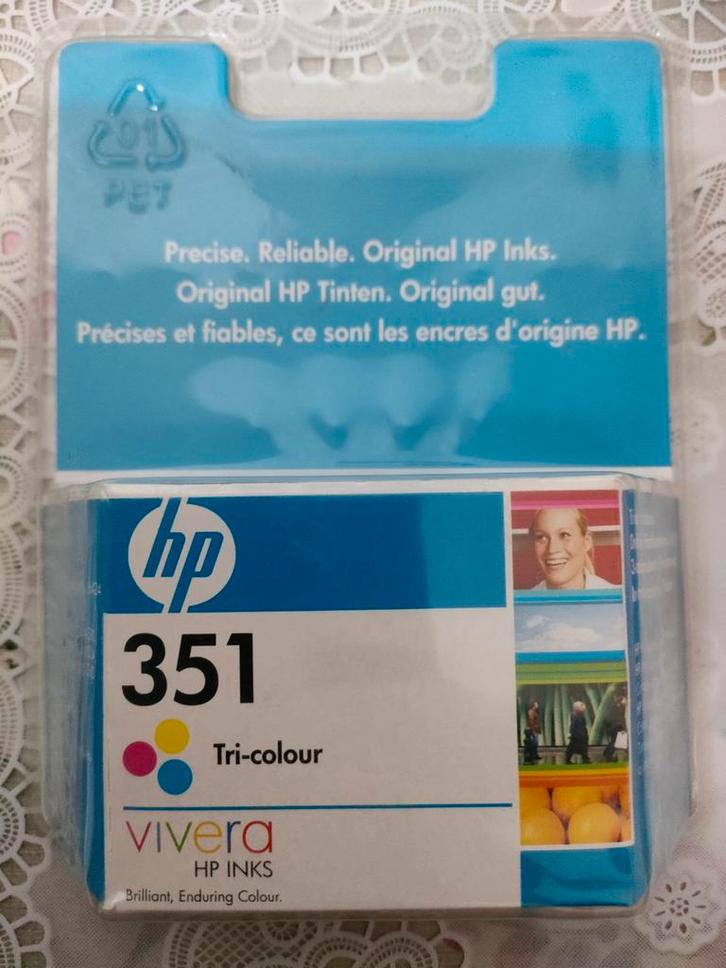 01
PET
Precise. Reliable. Original HP Inks.
Original HP Tinten. Original gut.
Précises et fiables, ce sont les encres d'origine HP.
hp
351
Tri-colour
vivera
HP INKS
Brilliant, Enduring Colour.